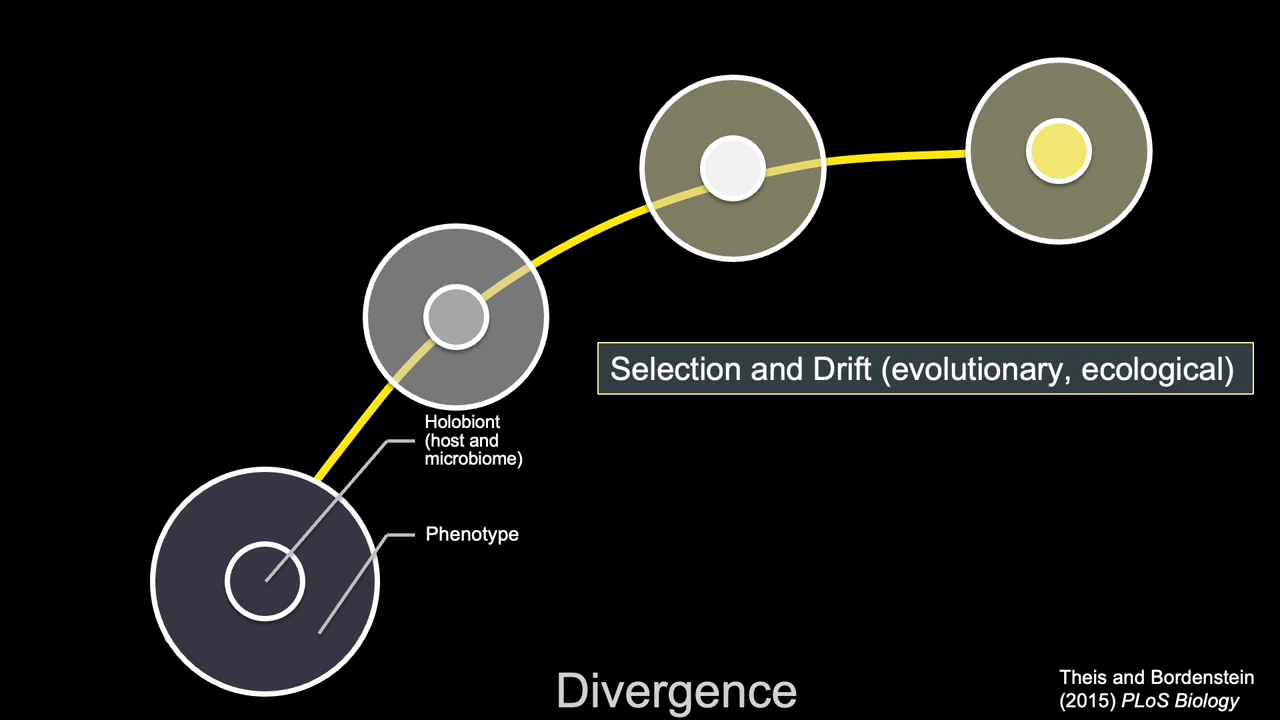 Selection and Drift (evolutionary, ecological)
Holobiont
(host and
microbiome)
Phenotype
Divergence
Theis and Bordenstein
(2015) PLoS Biology